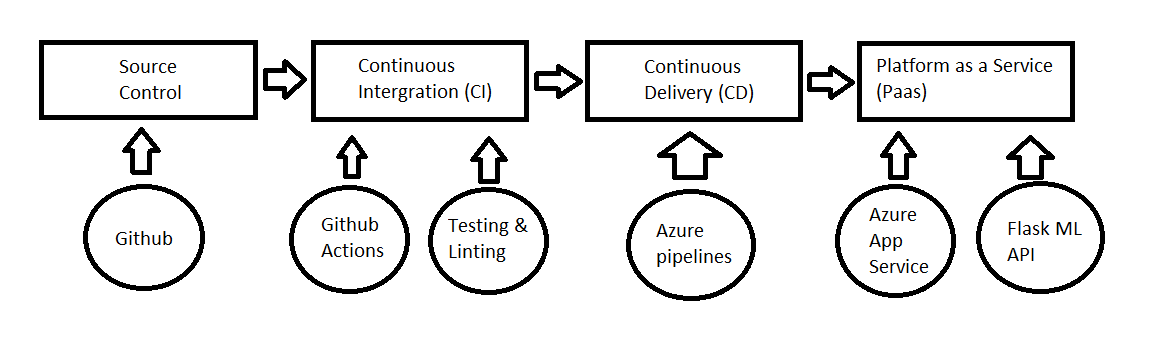 Source
Control
Continuous
Intergration (CI)
Continuous
Delivery (CD)
Platform as a Service
(Paas)
Github
Github
Actions
Testing &
Linting
Azure
pipelines
Azure
App
Service
Flask ML
API